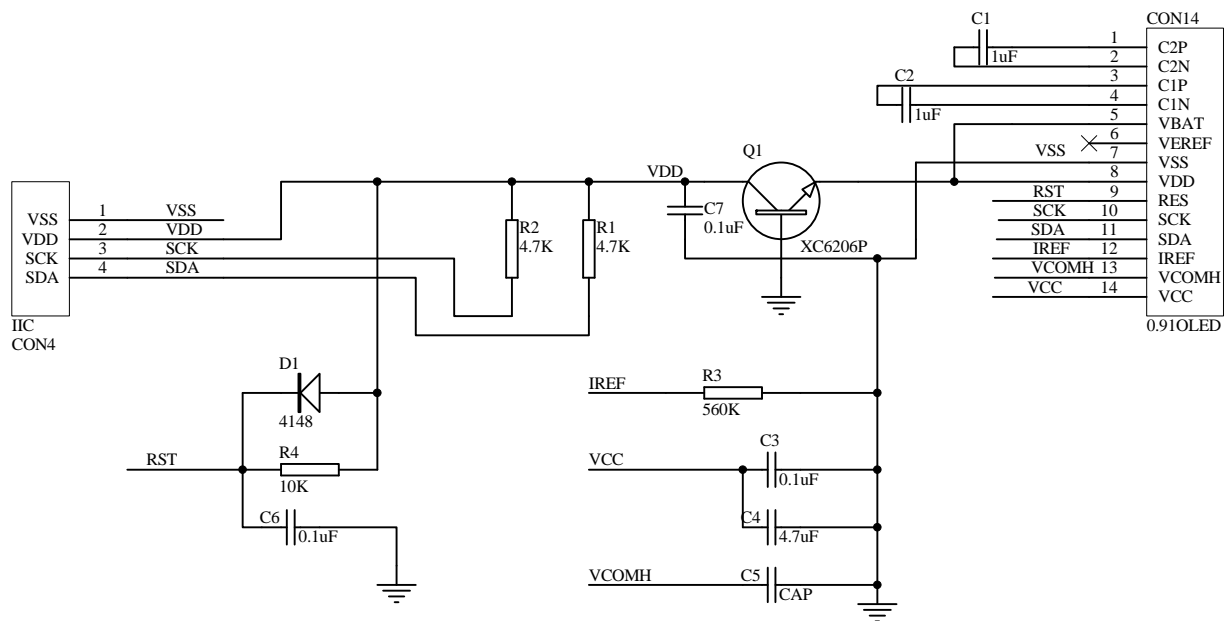 C1
1uF
C2
1uF
CON14
1 C2P
2 C2N
3 C1P
4 C1N
5 VBAT
6 VEREF
VSS 7 VSS
8 VDD
RST 9 RES
SCK 10 SCK
SDA 11 SDA
IREF 12 IREF
VCOMH 13 VCOMH
VCC 14 VCC
0.91OLED
VSS 1 VSS
VDD 2 VDD
SCK 3 SCK
SDA 4 SDA
IIC
CON4
R2
4.7K
R1
4.7K
VDD
C7
0.1uF
Q1
XC6206P
D1
4148
RST
R4
10K
C6
0.1uF
IREF
R3
560K
VCC
C3
0.1uF
C4
4.7uF
VCOMH
C5
CAP